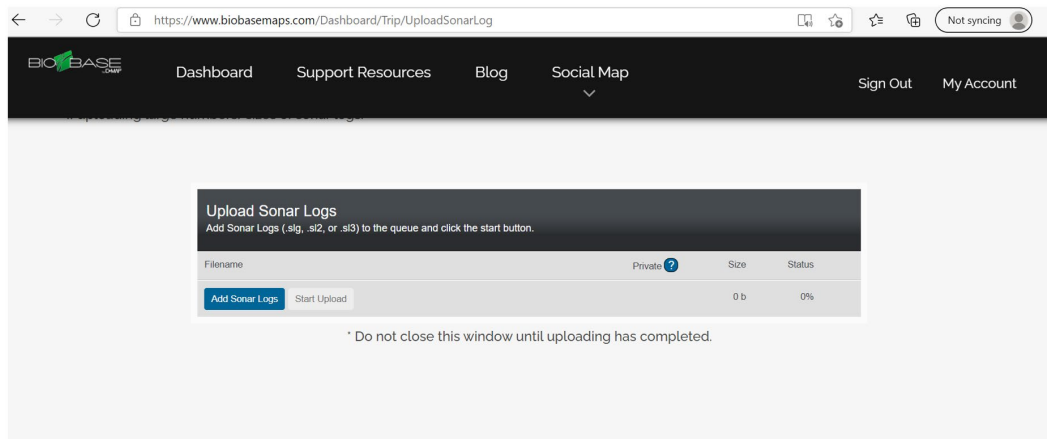 https://www.biobasemaps.com/Dashboard/Trip/UploadSonarLog
Not syncing
BIOBASE
Dashboard Support Resources Blog Social Map
Sign Out My Account
Upload Sonar Logs
Add Sonar Logs (.slg, .sl2, or .sl3) to the queue and click the start button.
Filename Private ? Size Status
Add Sonar Logs Start Upload 0 b 0%
* Do not close this window until uploading has completed.